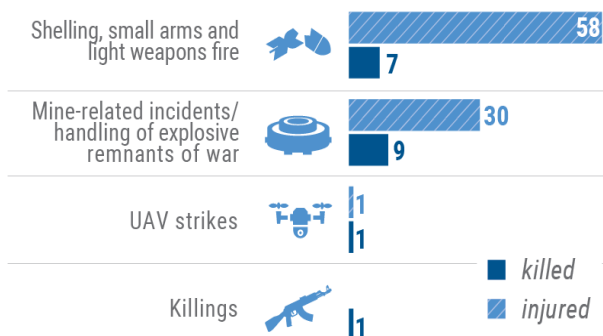 Shelling, small arms and
light weapons fire
58
7
Mine-related incidents/
handling of explosive
remnants of war
30
9
UAV strikes
1
1
killed
Killings
injured
1